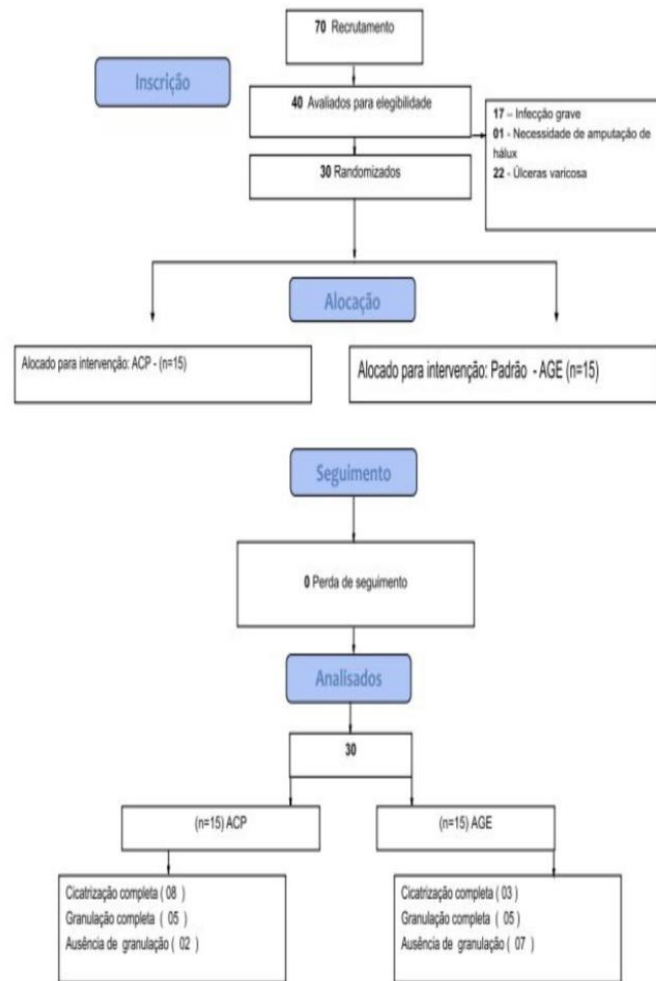 70 Recrutamento
Inscrição
40 Avaliados para elegibilidade
17 – Infecção grave
01 - Necessidade de amputação de
hálux
22 - Úlceras varicosa
30 Randomizados
Alocação
Alocado para intervenção: ACP - (n=15)
Alocado para intervenção: Padrão - AGE (n=15)
Seguimento
0 Perda de seguimento
Analisados
30
(n=15) ACP
(n=15) AGE
Cicatrização completa ( 08 )
Granulação completa ( 05 )
Ausência de granulação ( 02 )
Cicatrização completa ( 03 )
Granulação completa ( 05 )
Ausência de granulação ( 07 )